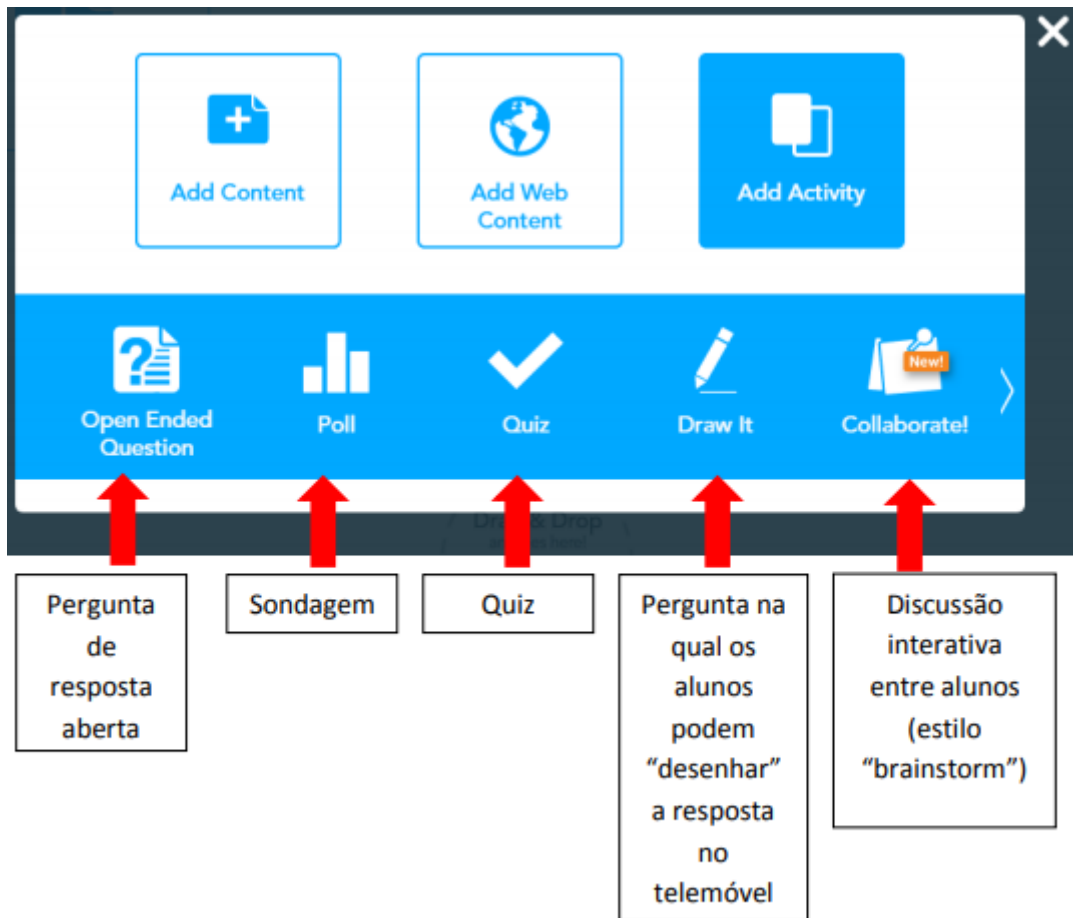 Add Content
Add Web
Content
Add Activity
Open Ended
Question
Poll
Quiz
Draw It
New!
Collaborate!
& Drop
here!
Pergunta
de
resposta
aberta
Sondagem
Quiz
Pergunta na
qual os
alunos
podem
“desenhar”
a resposta
no
telemóvel
Discussão
interativa
entre alunos
(estilo
“brainstorm”)